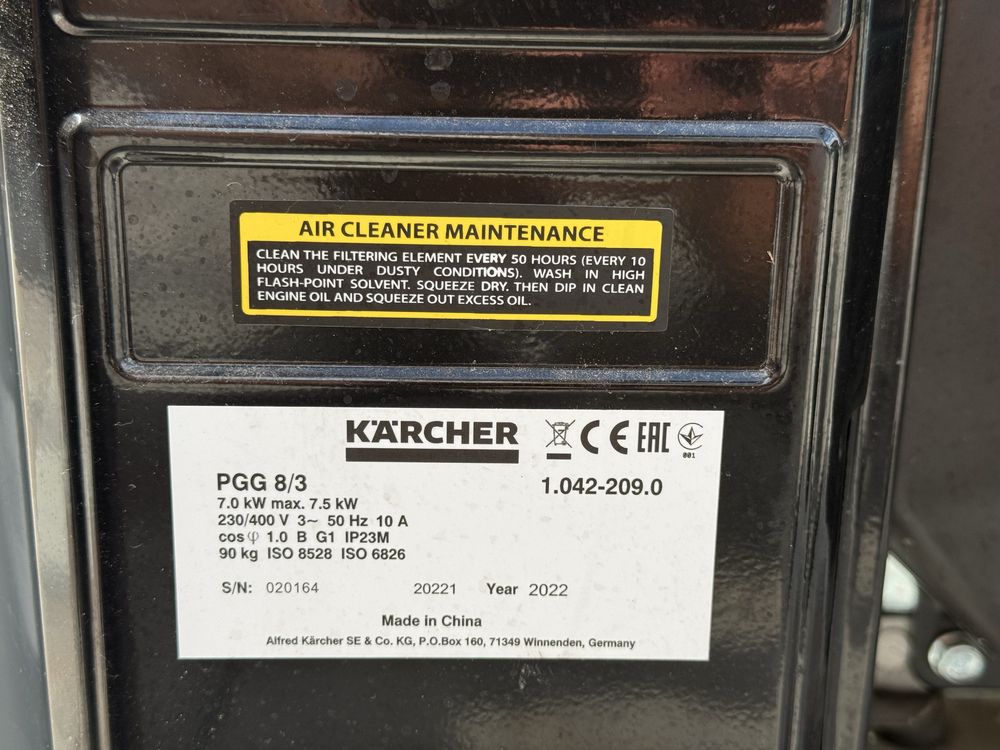 AIR CLEANER MAINTENANCE
CLEAN THE FILTERING ELEMENT EVERY 50 HOURS (EVERY 10
HOURS UNDER DUSTY CONDITIONS). WASH IN HIGH
FLASH-POINT SOLVENT. SQUEEZE DRY. THEN DIP IN CLEAN
ENGINE OIL AND SQUEEZE OUT EXCESS OIL.
KÄRCHER CE EAC
001
PGG 8/3 1.042-209.0
7.0 kW max. 7.5 kW
230/400 V 3~ 50 Hz 10 A
cos φ 1.0 B G1 IP23M
90 kg ISO 8528 ISO 6826
S/N: 020164 20221 Year 2022
Made in China
Alfred Kärcher SE & Co. KG, P.O.Box 160, 71349 Winnenden, Germany